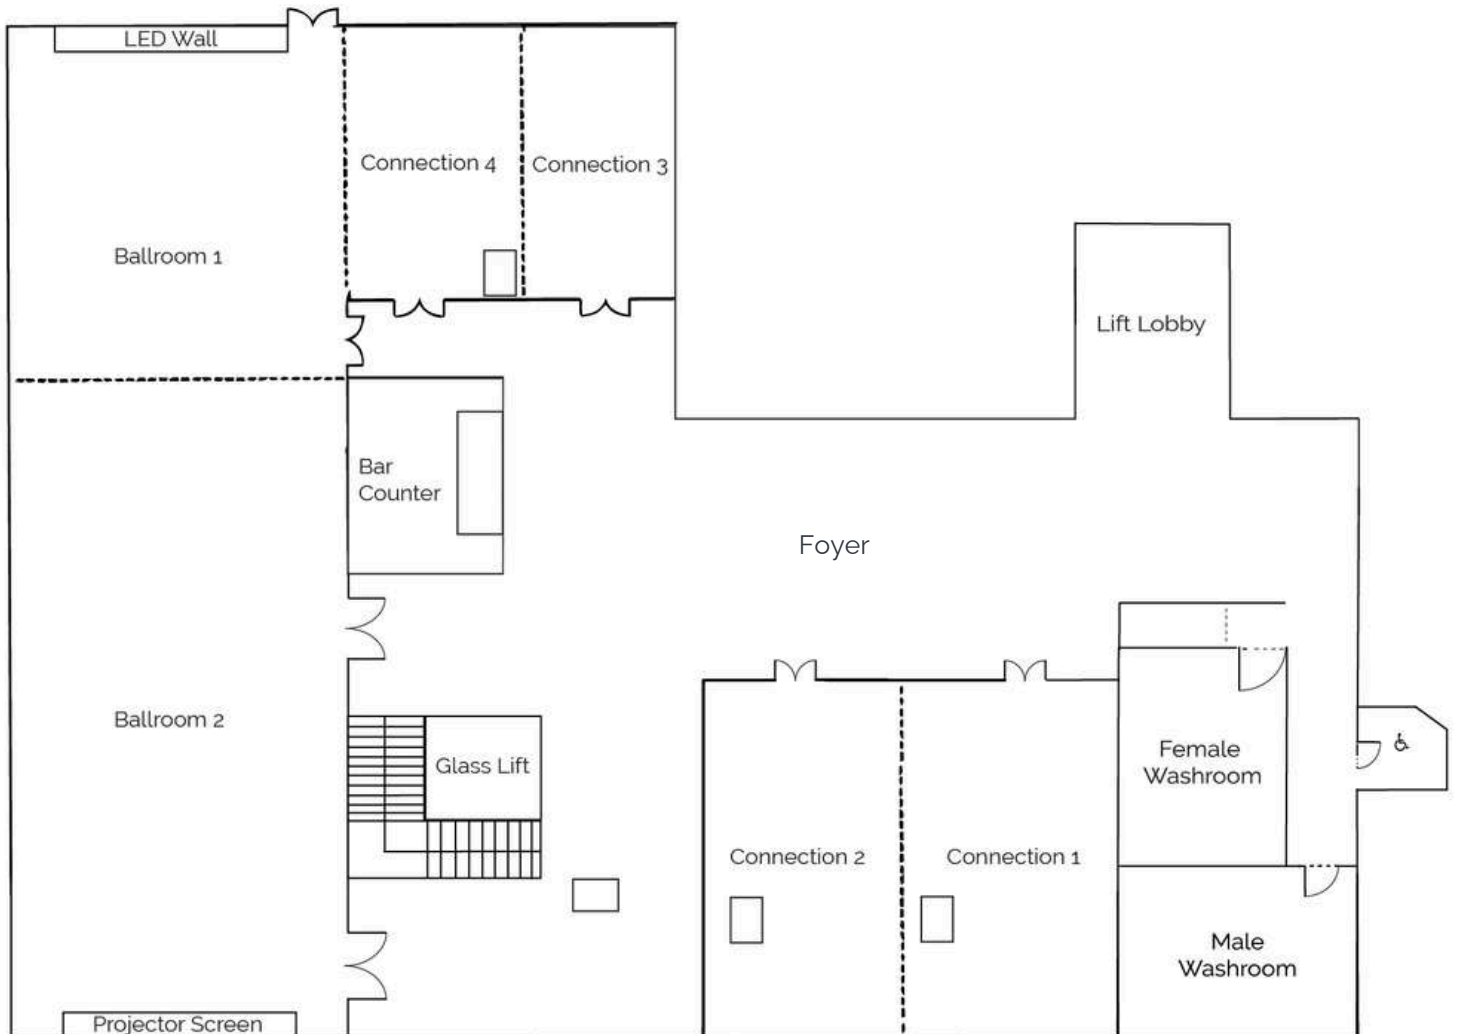 LED Wall
Connection 4
Connection 3
Ballroom 1
Lift Lobby
Bar
Counter
Foyer
Ballroom 2
Glass Lift
Female
Washroom
Connection 2
Connection 1
Male
Washroom
Projector Screen